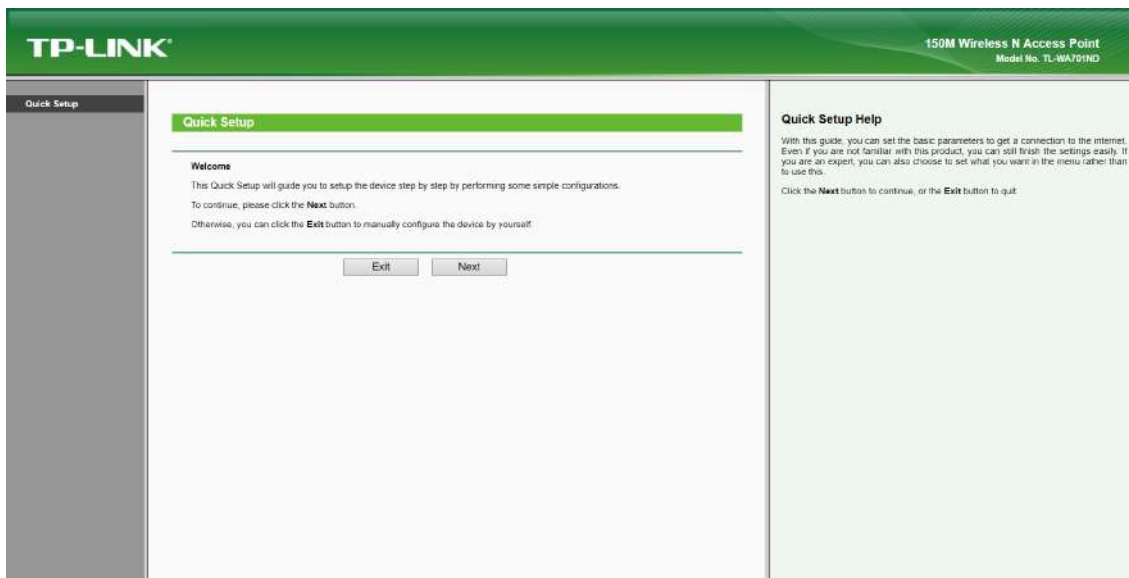 TP-LINK®
150M Wireless N Access Point
Model No. TL-WA701ND
Quick Setup
Quick Setup
Welcome
This Quick Setup will guide you to setup the device step by step by performing some simple configurations.
To continue, please click the Next button.
Otherwise, you can click the Exit button to manually configure the device by yourself.
Exit
Next
Quick Setup Help
With this guide, you can set the basic parameters to get a connection to the internet.
Even if you are not familiar with this product, you can still finish the settings easily. If
you are an expert, you can also choose to set what you want in the menu rather than
to use this.
Click the Next button to continue, or the Exit button to quit.